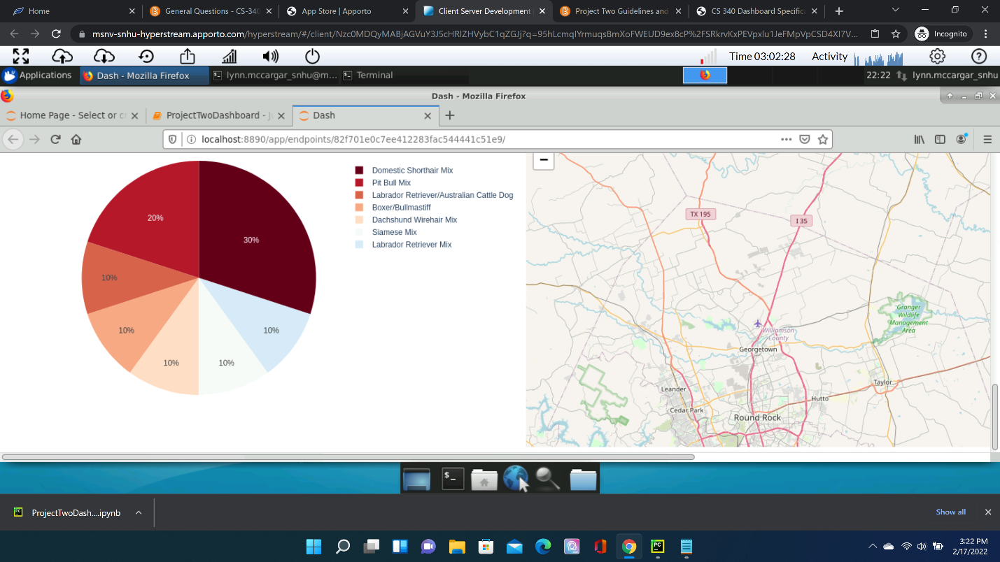 Home
General Questions - CS-340
App Store | Apporto
Client Server Development
Project Two Guidelines and
CS 340 Dashboard Specifica
msnv-snhu-hyperstream.apporto.com/hyperstream/#/client/
Incognito
Time 03:02:28
Activity
Applications
Dash - Mozilla Firefox
lynn.mccargar_snhu@m...
Terminal
22:22
lynn.mccargar_snhu
Dash - Mozilla Firefox
Home Page - Select or cr
ProjectTwoDashboard - Ju
Dash
localhost:8890/app/endpoints/82f701e0c7ee412283fac544441c51e9/
30%
20%
10%
10%
10%
10%
10%
Domestic Shorthair Mix
Pit Bull Mix
Labrador Retriever/Australian Cattle Dog
Boxer/Bullmastiff
Dachshund Wirehair Mix
Siamese Mix
Labrador Retriever Mix
−
TX 195
I 35
Granger
Wildlife
Management
Area
Williamson
County
Georgetown
Leander
Taylor
Hutto
Cedar Park
Round Rock
ProjectTwoDash....ipynb
Show all
3:22 PM
2/17/2022